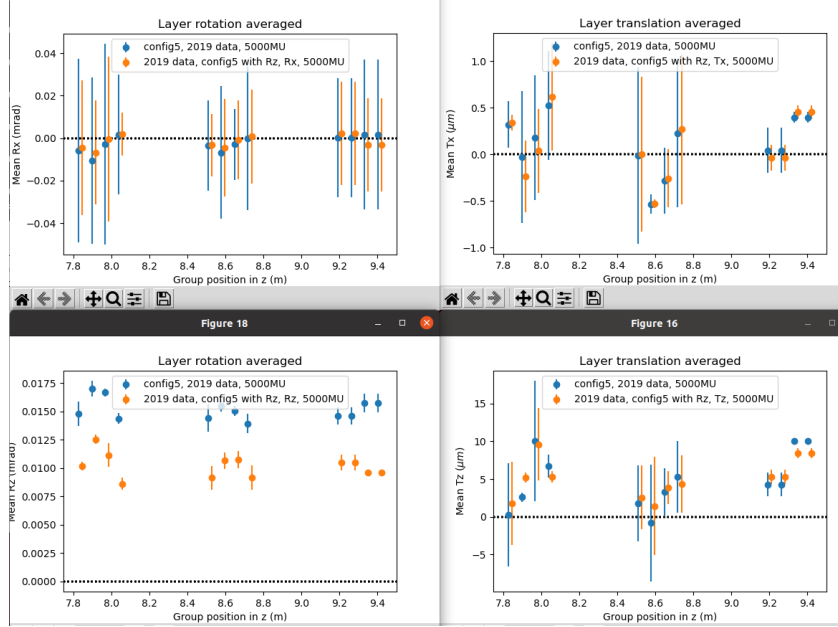 Layer rotation averaged
config5, 2019 data, 5000MU
2019 data, config5 with Rz, Rx, 5000MU
Mean Rx (mrad)
0.04
0.02
0.00
−0.02
−0.04
7.8 8.0 8.2 8.4 8.6 8.8 9.0 9.2 9.4
Group position in z (m)
Layer translation averaged
config5, 2019 data, 5000MU
2019 data, config5 with Rz, Tx, 5000MU
Mean Tx (μm)
1.0
0.5
0.0
−0.5
−1.0
7.8 8.0 8.2 8.4 8.6 8.8 9.0 9.2 9.4
Group position in z (m)
Figure 18
Layer rotation averaged
config5, 2019 data, 5000MU
2019 data, config5 with Rz, Rz, 5000MU
Mean Rz (mrad)
0.0175
0.0150
0.0125
0.0100
0.0075
0.0050
0.0025
0.0000
7.8 8.0 8.2 8.4 8.6 8.8 9.0 9.2 9.4
Group position in z (m)
Figure 16
Layer translation averaged
config5, 2019 data, 5000MU
2019 data, config5 with Rz, Tz, 5000MU
Mean Tz (μm)
15
10
5
0
−5
7.8 8.0 8.2 8.4 8.6 8.8 9.0 9.2 9.4
Group position in z (m)